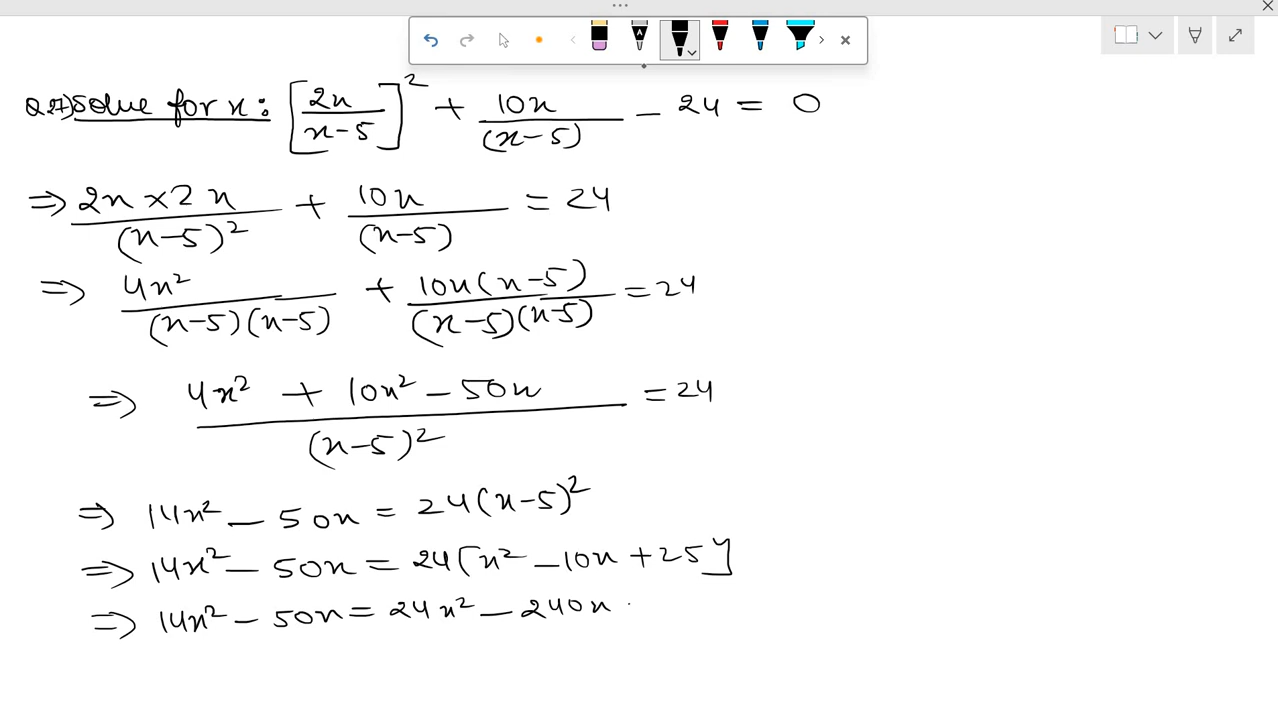 Q.27) solve for x: [2x/(x-5)]² + 10x/(x-5) - 24 = 0
⇒ 2x × 2x/(x-5)² + 10x/(x-5) = 24
⇒ 4x²/(x-5)(x-5) + 10x(x-5)/(x-5)(x-5) = 24
⇒ 4x² + 10x² - 50x/(x-5)² = 24
⇒ 14x² - 50x = 24(x-5)²
⇒ 14x² - 50x = 24[x² - 10x + 25]
⇒ 14x² - 50x = 24x² - 240x